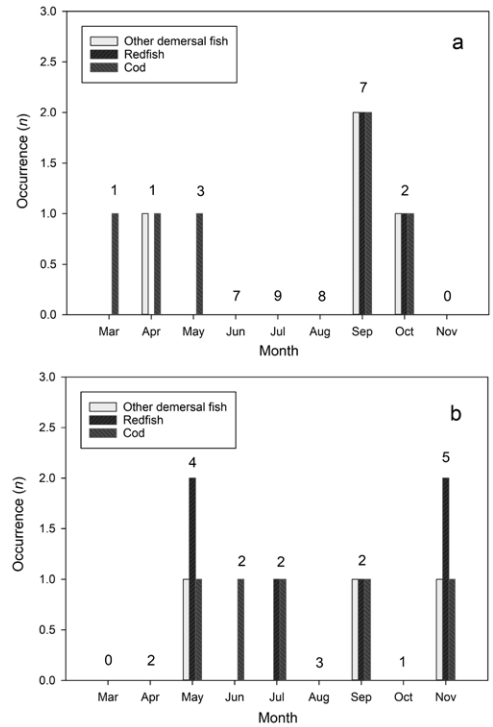 3.0
2.5
2.0
1.5
1.0
0.5
0.0
Occurrence (n)
Other demersal fish
Redfish
Cod
a
1 1 3 7 9 8 7 2 0
Mar Apr May Jun Jul Aug Sep Oct Nov
Month
3.0
2.5
2.0
1.5
1.0
0.5
0.0
Occurrence (n)
Other demersal fish
Redfish
Cod
b
0 2 4 2 2 3 2 1 5
Mar Apr May Jun Jul Aug Sep Oct Nov
Month